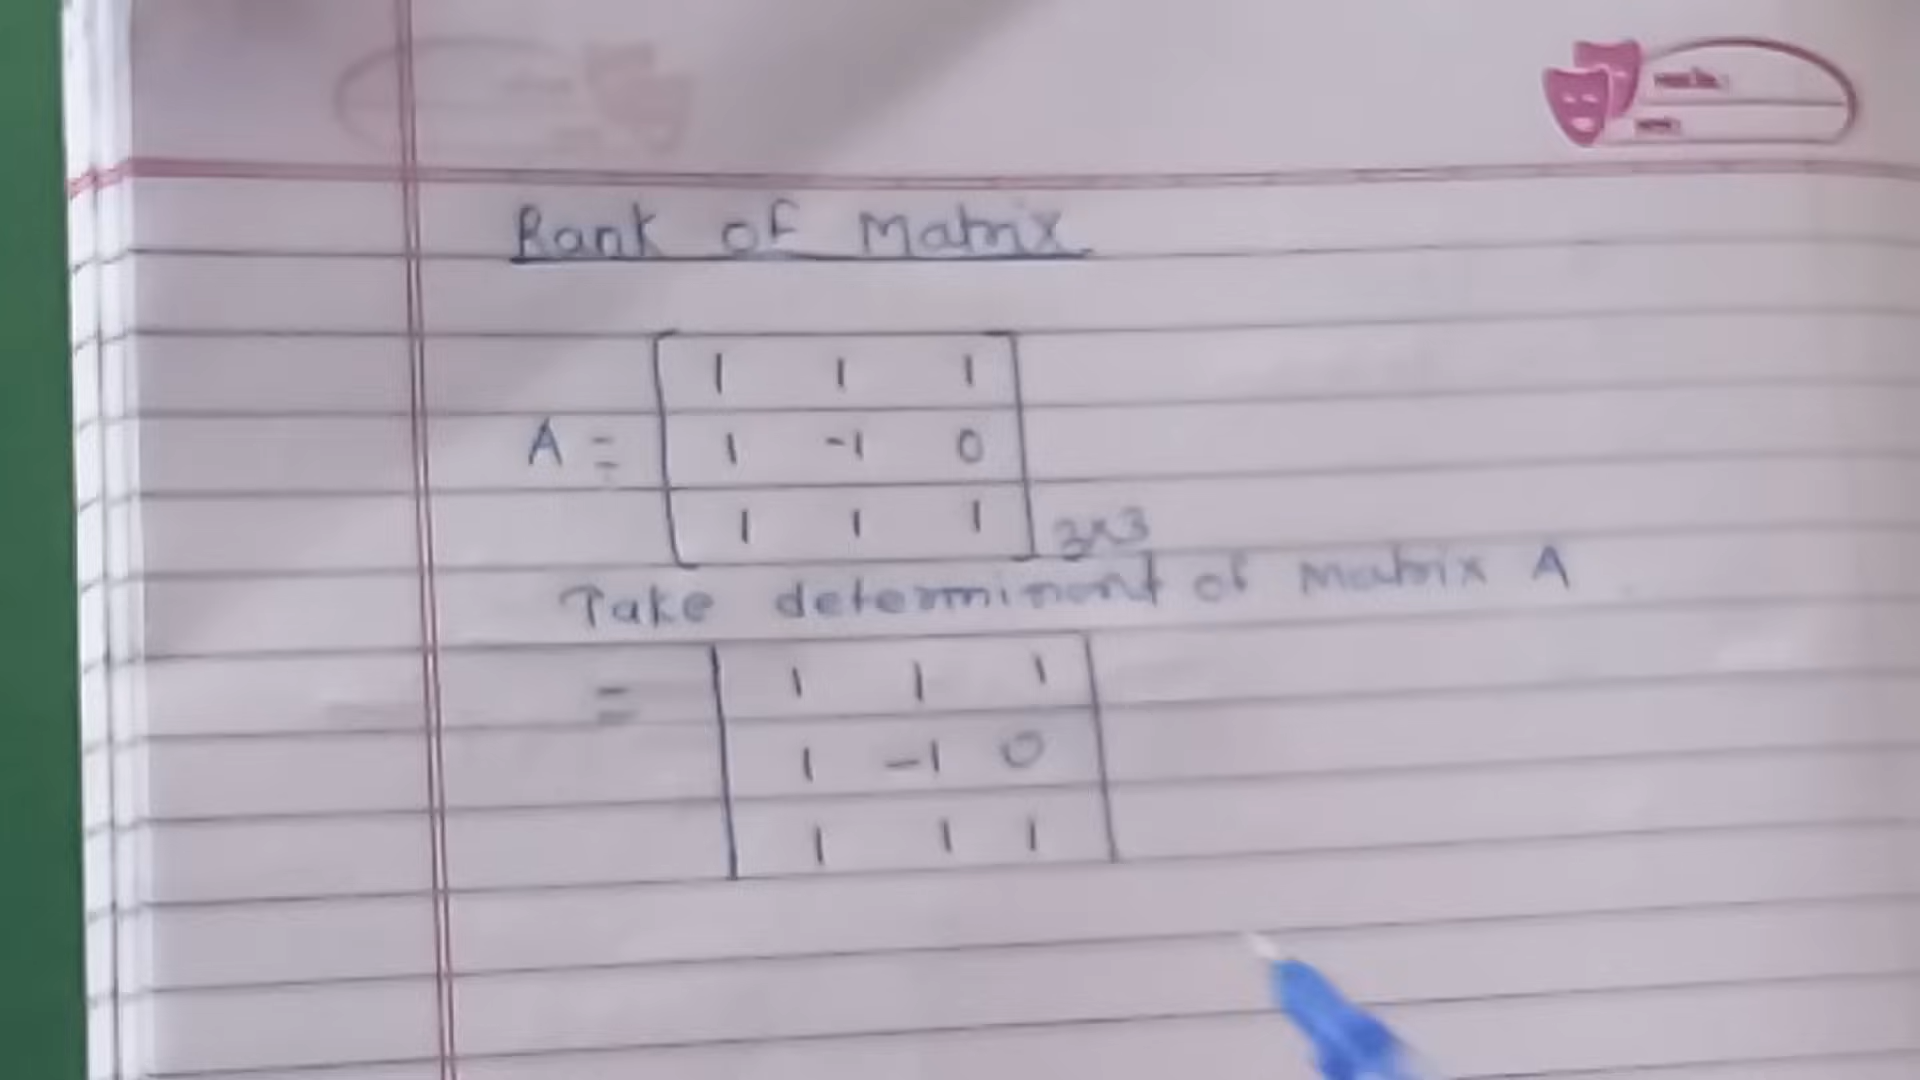 Rank of Matrix
A = [ 1 1 1
1 -1 0
1 1 1 ] 3x3
Take determinant of matrix A
= | 1 1 1 |
| 1 -1 0 |
| 1 1 1 |